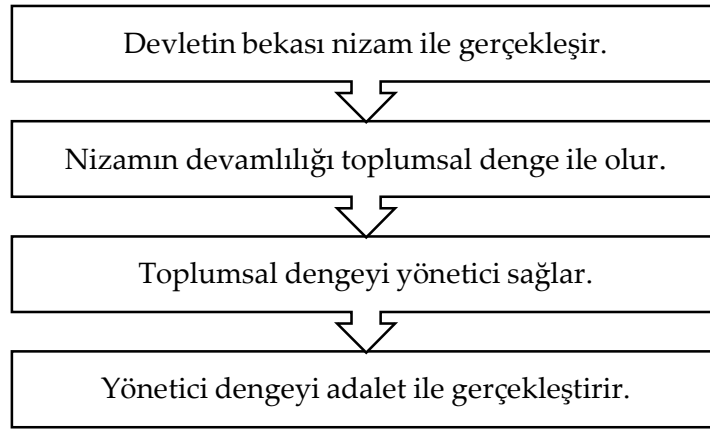 Devletin bekası nizam ile gerçekleşir.
Nizamın devamlılığı toplumsal denge ile olur.
Toplumsal dengeyi yönetici sağlar.
Yönetici dengeyi adalet ile gerçekleştirir.